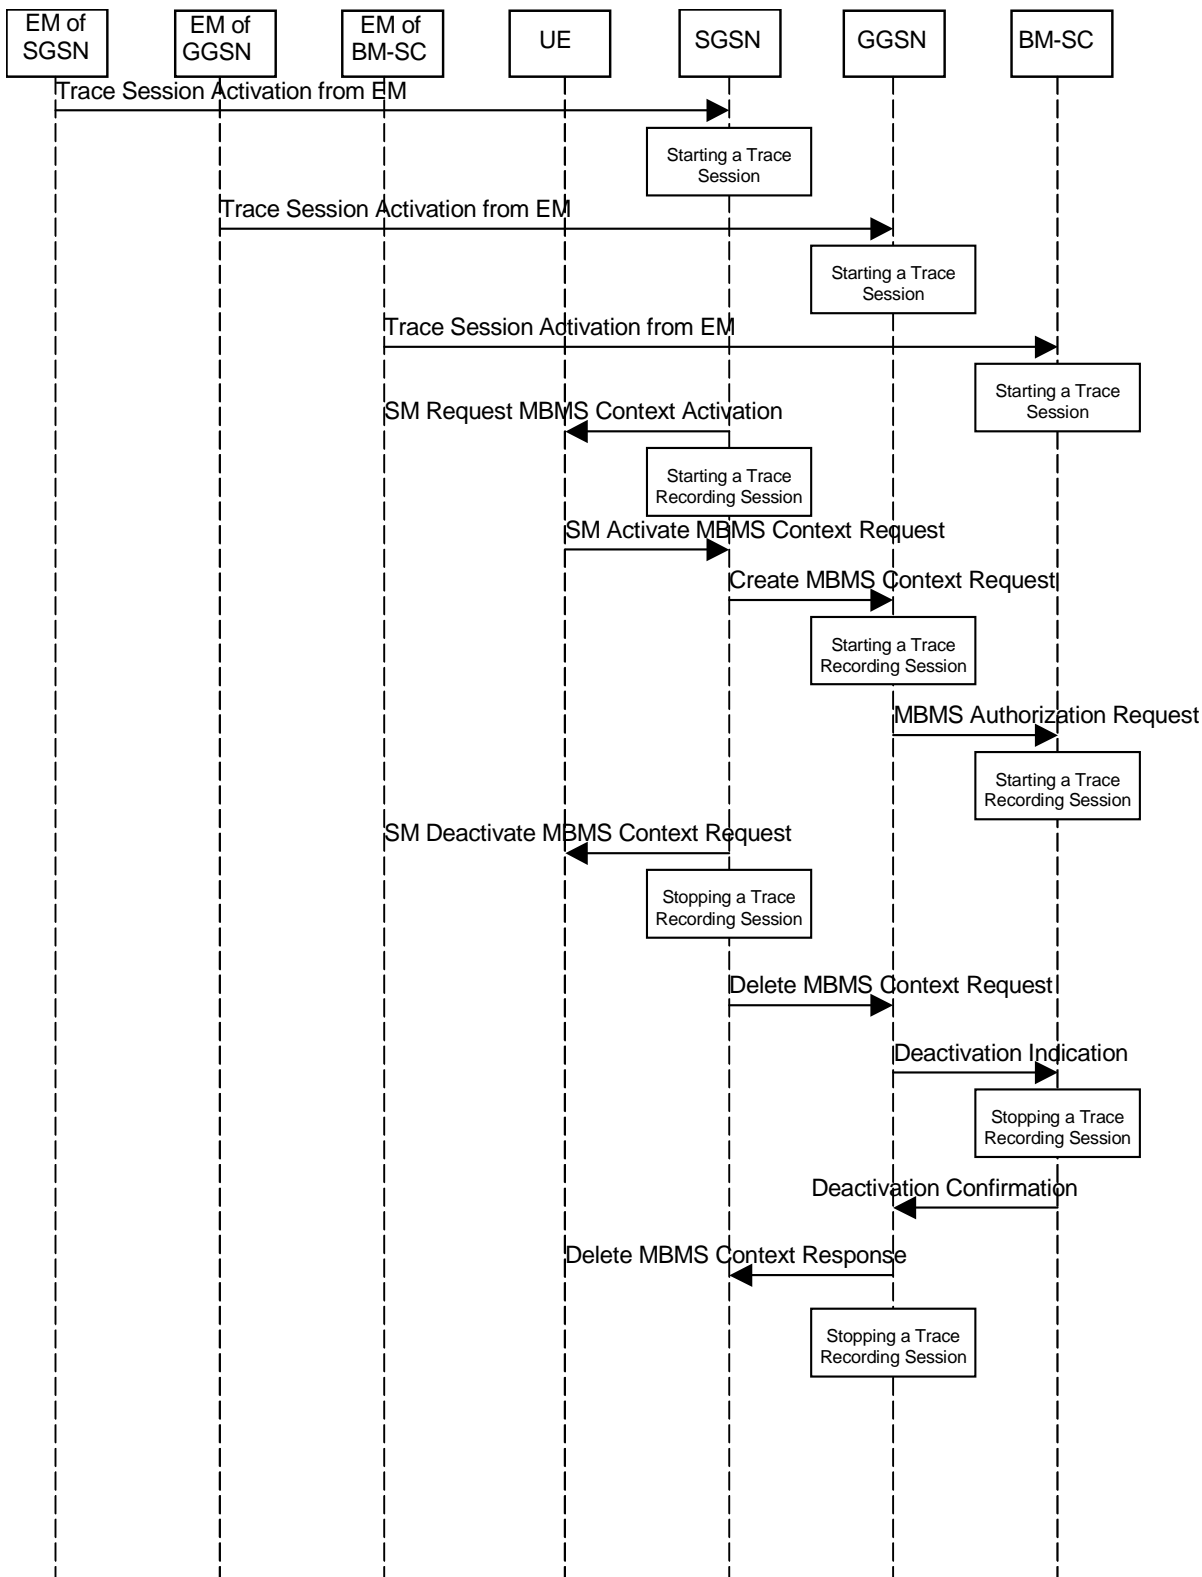 EM of
SGSN
EM of
GGSN
EM of
BM-SC
UE
SGSN
GGSN
BM-SC
Trace Session Activation from EM
Starting a Trace
Session
Trace Session Activation from EM
Starting a Trace
Session
Trace Session Activation from EM
Starting a Trace
Session
SM Request MBMS Context Activation
Starting a Trace
Recording Session
SM Activate MBMS Context Request
Create MBMS Context Request
Starting a Trace
Recording Session
MBMS Authorization Request
Starting a Trace
Recording Session
SM Deactivate MBMS Context Request
Stopping a Trace
Recording Session
Delete MBMS Context Request
Deactivation Indication
Stopping a Trace
Recording Session
Deactivation Confirmation
Delete MBMS Context Response
Stopping a Trace
Recording Session